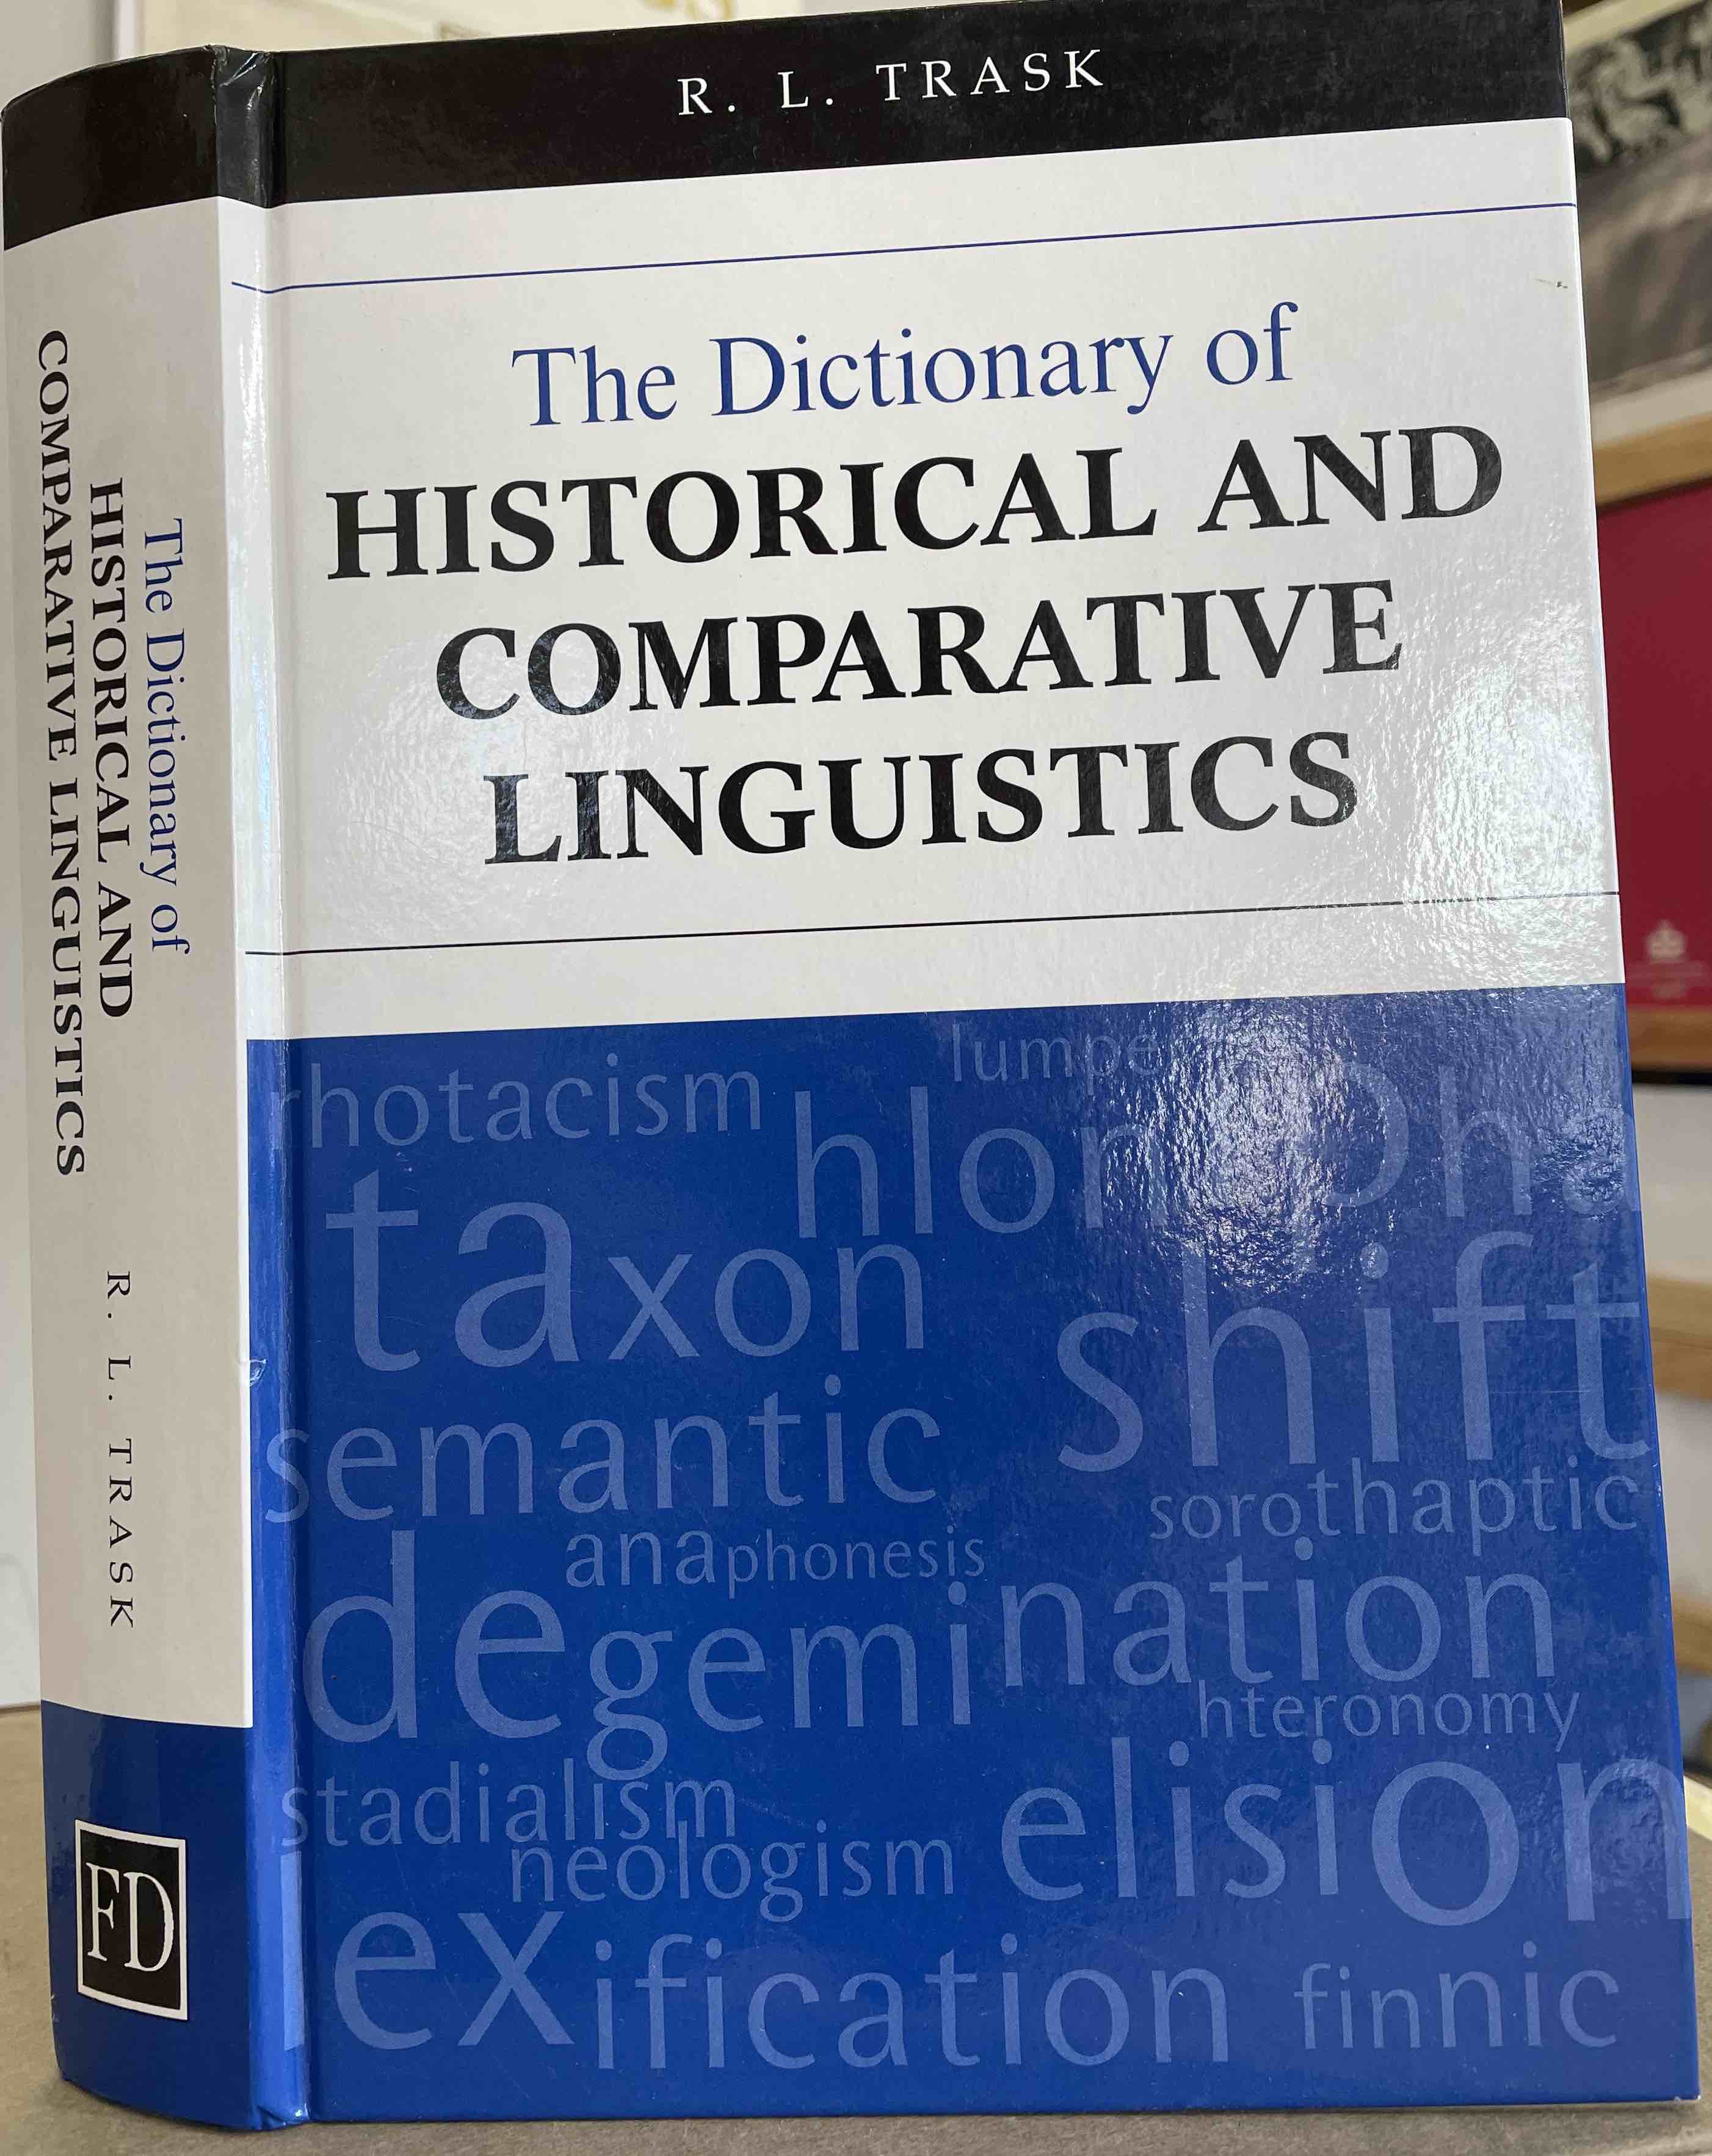 R. L. TRASK
The Dictionary of
HISTORICAL AND
COMPARATIVE
LINGUISTICS
rhotacism
taxon
shift
semantic
sorothaptic
anaphonesis
degemination
hteronomy
stadialism
elision
neologism
exification
finnic
The Dictionary of
HISTORICAL AND
COMPARATIVE LINGUISTICS
R. L. TRASK
FD